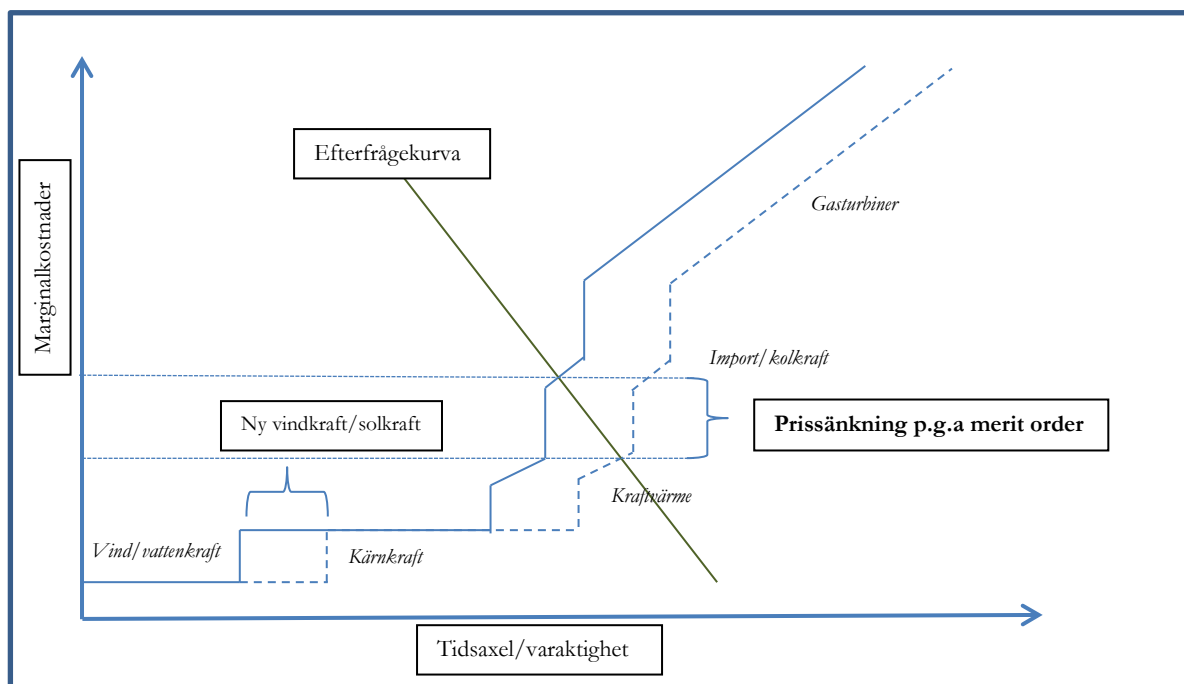 Efterfrågekurva
Marginalkostnader
Gasturbiner
Import/kolkraft
Ny vindkraft/solkraft
Prissänkning p.g.a merit order
Kraftvärme
Vind/vattenkraft
Kärnkraft
Tidsaxel/varaktighet